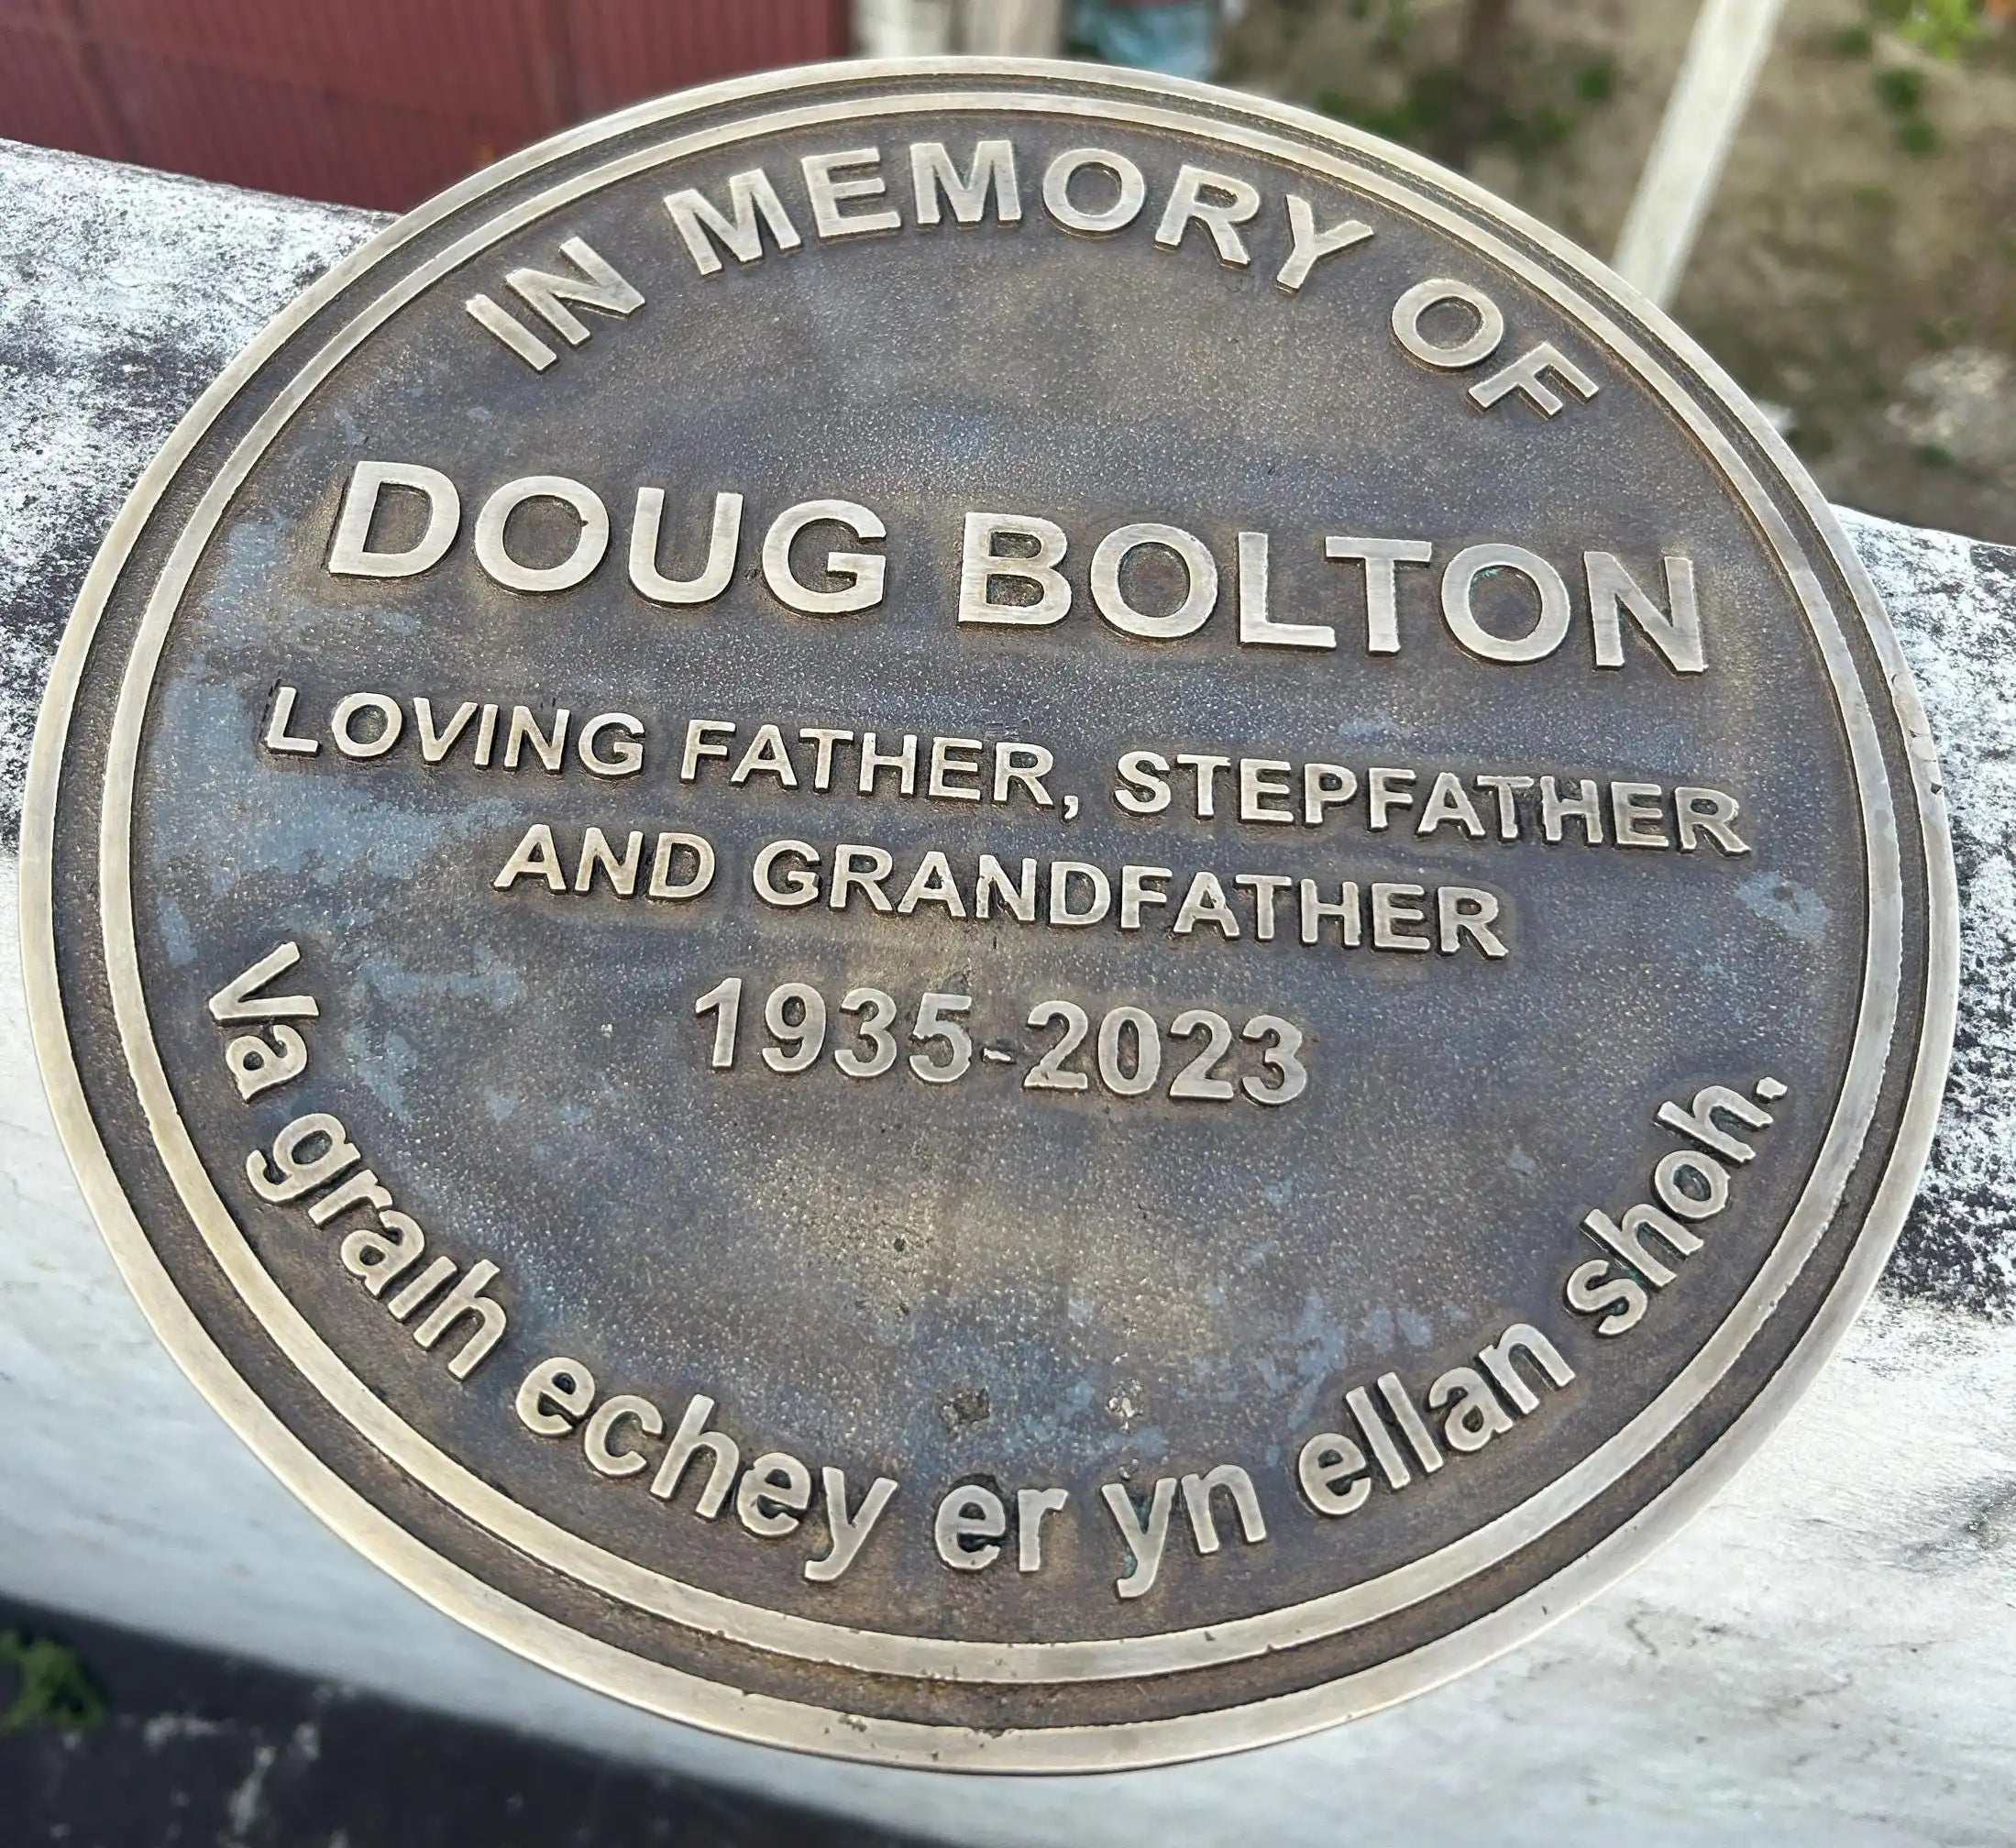 IN MEMORY OF
DOUG BOLTON
LOVING FATHER, STEPFATHER
AND GRANDFATHER
1935-2023
Va graih echey er yn ellan shoh.